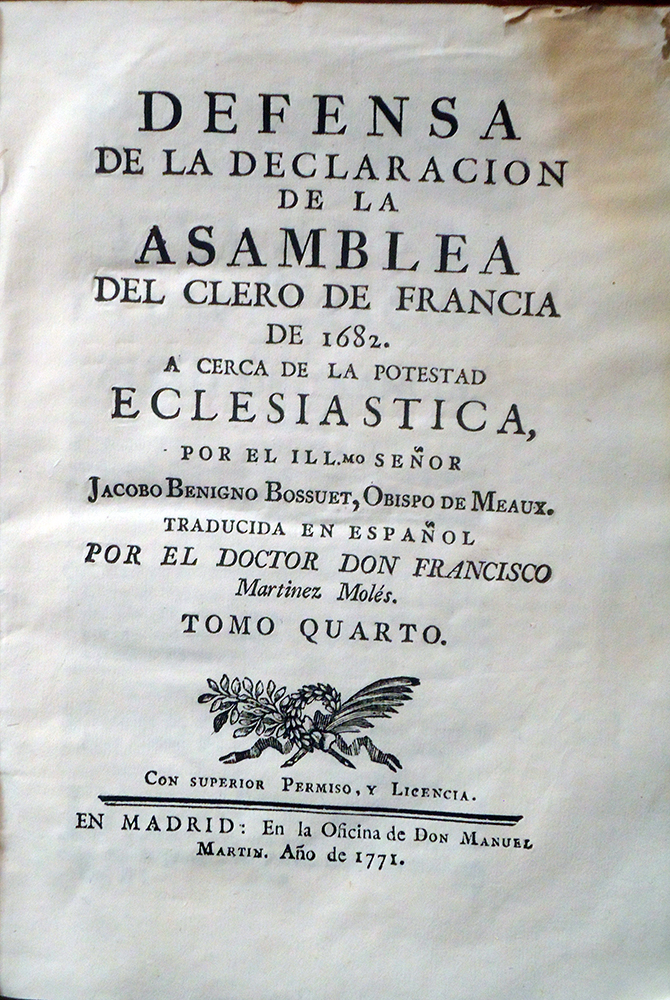 DEFENSA
DE LA DECLARACION
DE LA
ASAMBLEA
DEL CLERO DE FRANCIA
DE 1682.
A CERCA DE LA POTESTAD
ECLESIASTICA,
POR EL ILL.MO SEÑOR
JACOBO BENIGNO BOSSUET, OBISPO DE MEAUX.
TRADUCIDA EN ESPAÑOL
POR EL DOCTOR DON FRANCISCO
Martinez Molés.
TOMO QUARTO.
CON SUPERIOR PERMISO, Y LICENCIA.
EN MADRID: En la Oficina de DON MANUEL
MARTIN. Año de 1771.